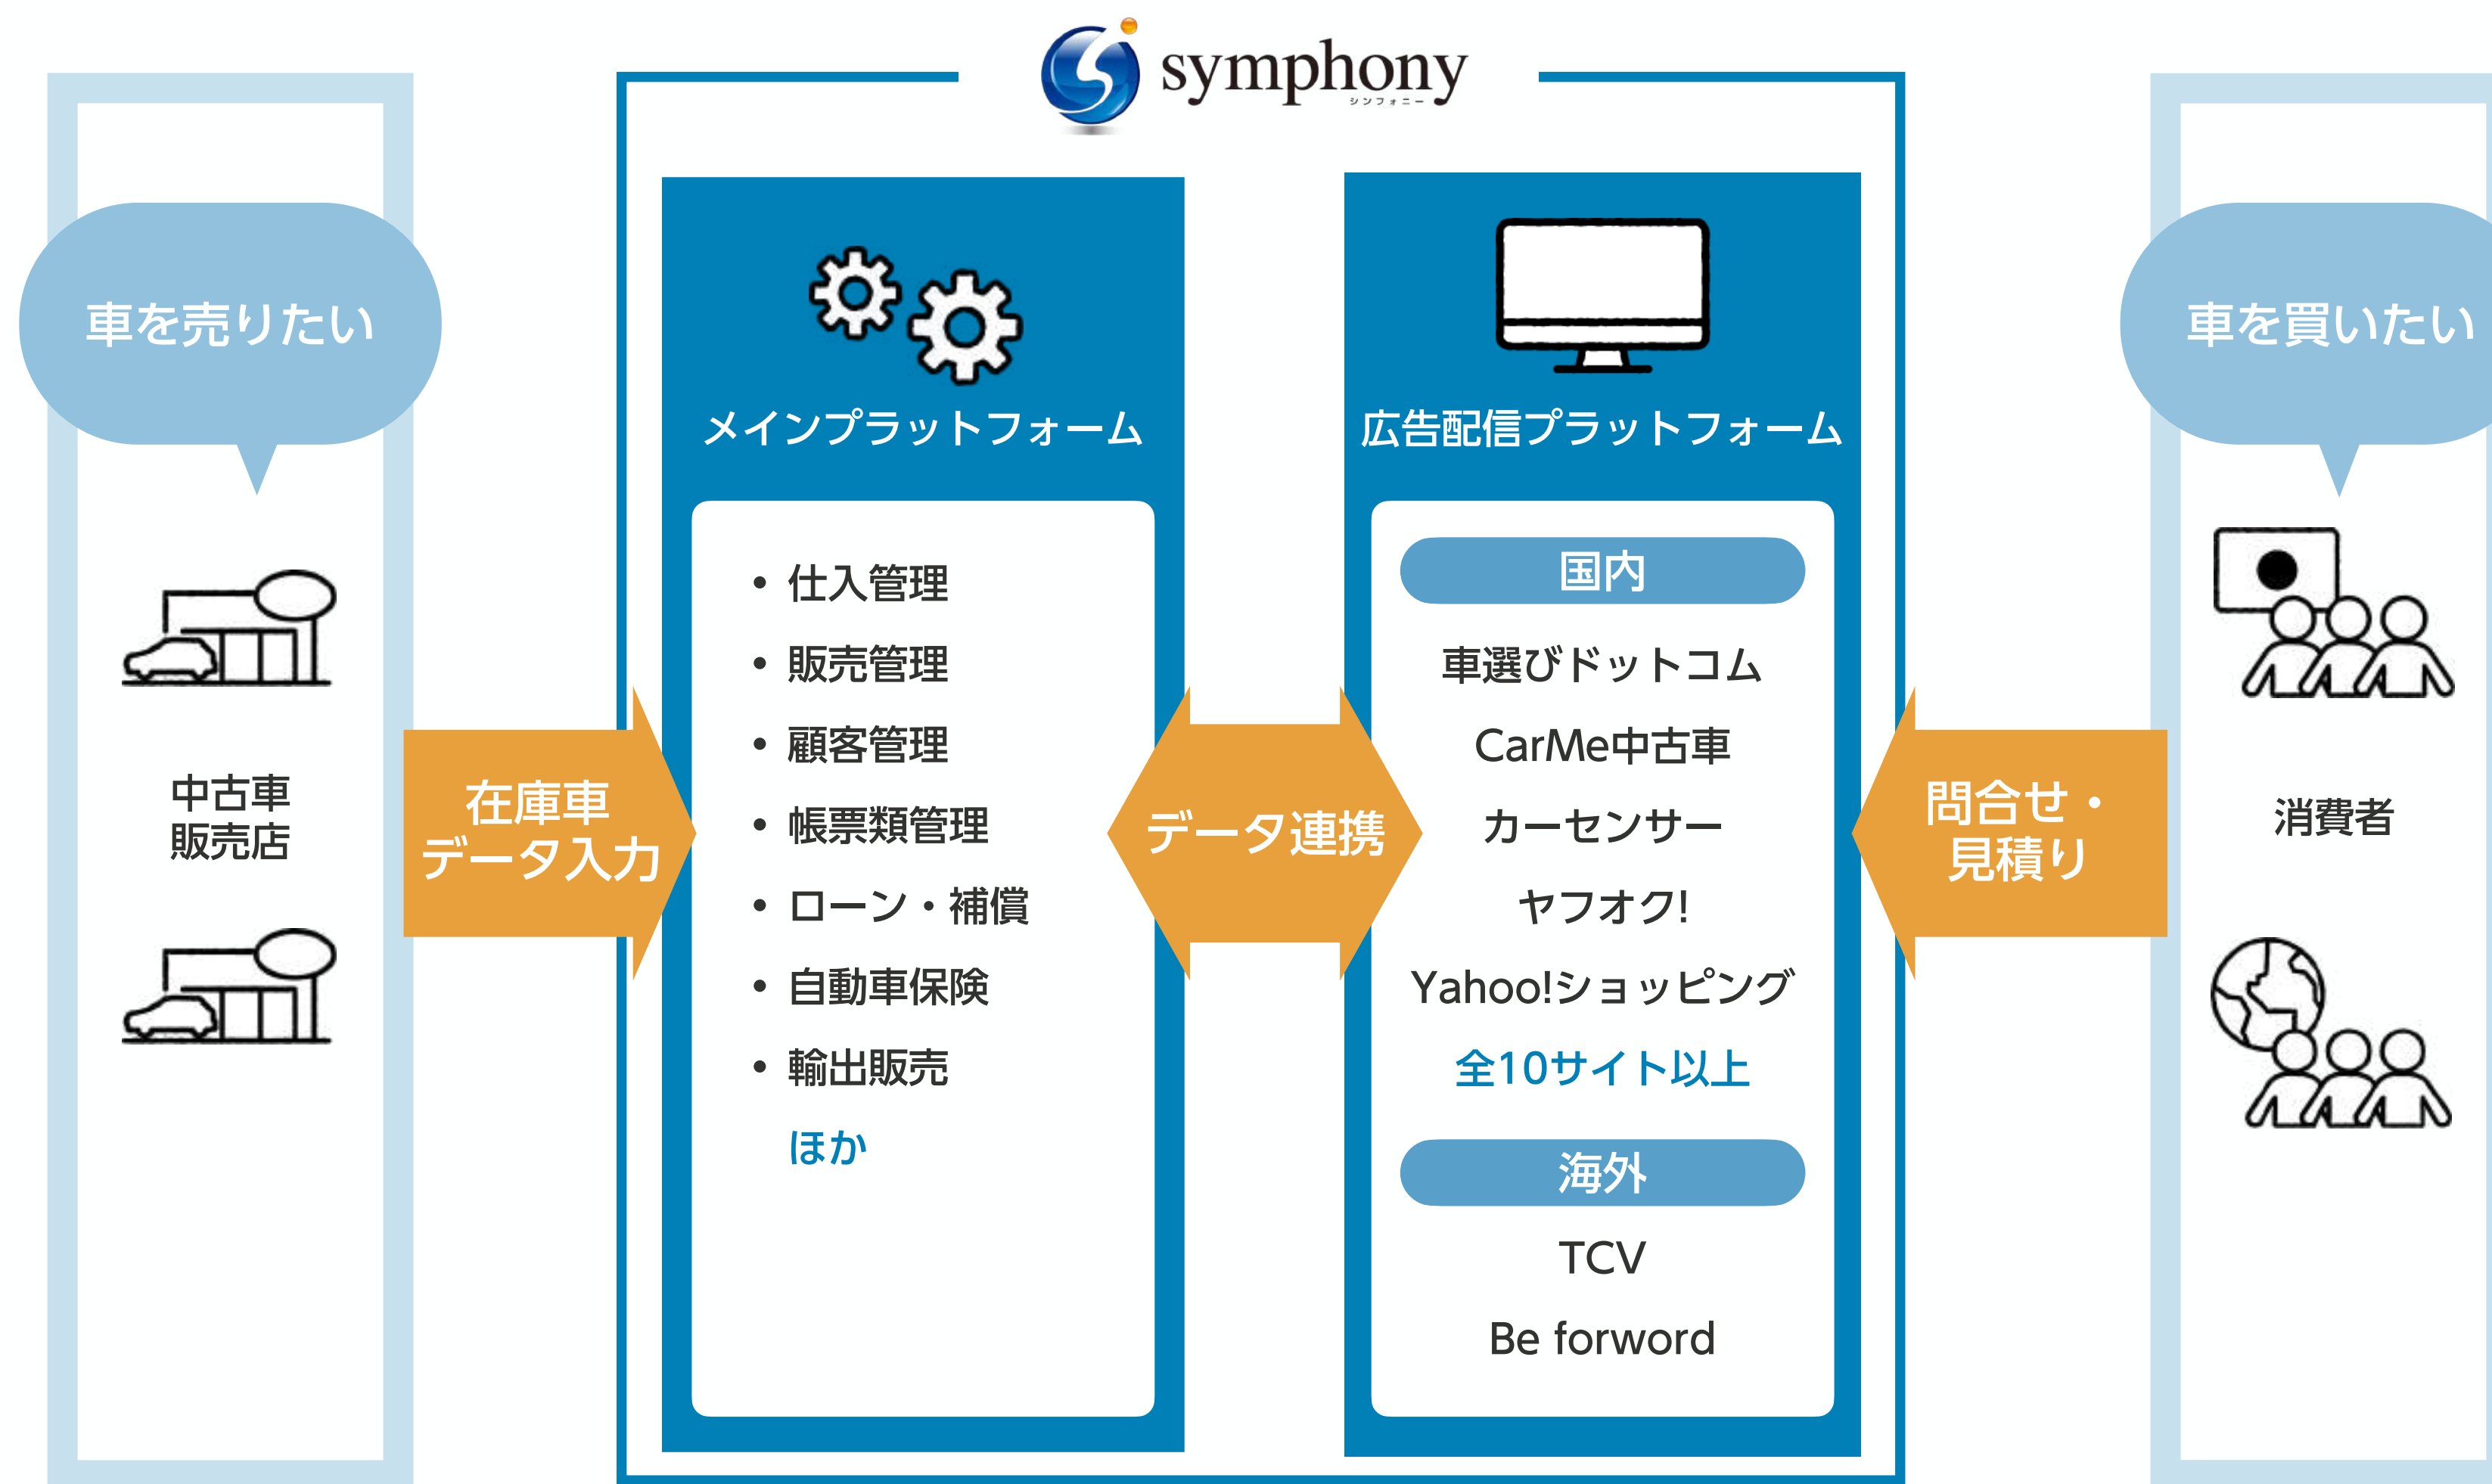 symphony
シンフォニー
車を売りたい
中古車
販売店
在庫車
データ入力
メインプラットフォーム
• 仕入管理
• 販売管理
• 顧客管理
• 帳票類管理
• ローン・補償
• 自動車保険
• 輸出販売
ほか
データ連携
広告配信プラットフォーム
国内
車選びドットコム
CarMe中古車
カーセンサー
ヤフオク!
Yahoo!ショッピング
全10サイト以上
海外
TCV
Be forword
問合せ・
見積り
車を買いたい
消費者